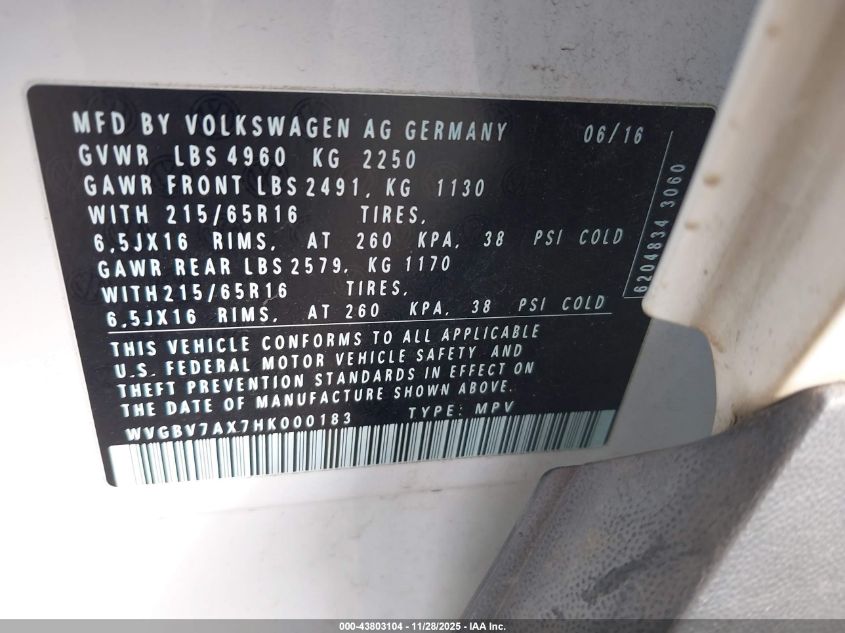 MFD BY VOLKSWAGEN AG GERMANY 06/16
GVWR LBS 4960 KG 2250
GAWR FRONT LBS 2491, KG 1130
WITH 215/65R16 TIRES,
6,5JX16 RIMS, AT 260 KPA, 38 PSI COLD
GAWR REAR LBS 2579, KG 1170
WITH 215/65R16 TIRES,
6,5JX16 RIMS, AT 260 KPA, 38 PSI COLD
THIS VEHICLE CONFORMS TO ALL APPLICABLE
U.S. FEDERAL MOTOR VEHICLE SAFETY AND
THEFT PREVENTION STANDARDS IN EFFECT ON
THE DATE OF MANUFACTURE SHOWN ABOVE.
WVGBV7AX7HK000183 TYPE: MPV
6204834 3060
000-43803104 - 11/28/2025 - IAA Inc.